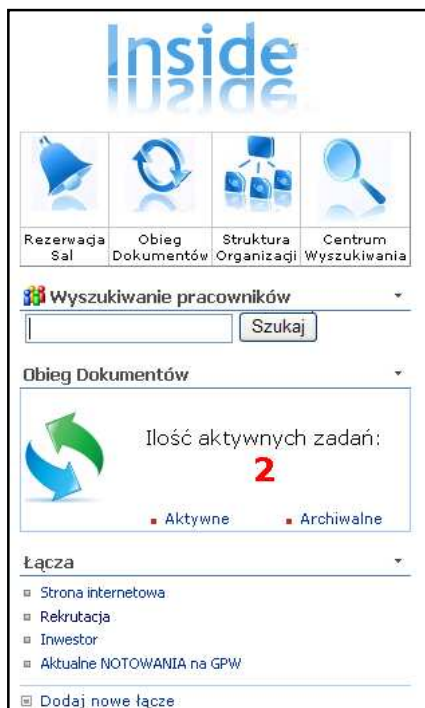 Inside
Rezerwacja Sal
Obieg Dokumentów
Struktura Organizacji
Centrum Wyszukiwania
Wyszukiwanie pracowników
Szukaj
Obieg Dokumentów
Ilość aktywnych zadań:
2
Aktywne
Archiwalne
Łącza
Strona internetowa
Rekrutacja
Inwestor
Aktualne NOTOWANIA na GPW
Dodaj nowe łącze